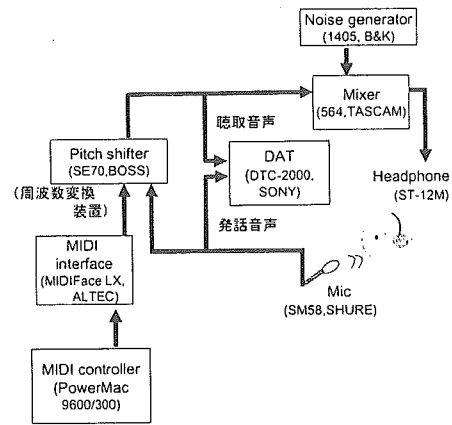 Noise generator
(1405, B&K)
Mixer
(564,TASCAM)
聴取音声
Pitch shifter
(SE70,BOSS)
DAT
(DTC-2000,
SONY)
Headphone
(ST-12M)
(周波数変換
装置)
発話音声
MIDI
interface
(MIDIFace LX,
ALTEC)
Mic
(SM58,SHURE)
MIDI controller
(PowerMac
9600/300)